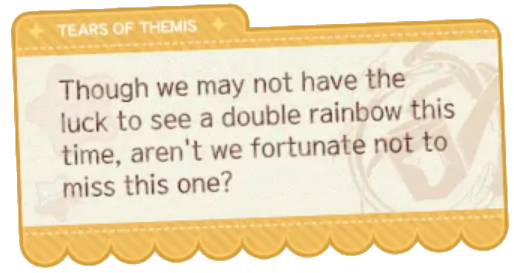 TEARS OF THEMIS
Though we may not have the
luck to see a double rainbow this
time, aren't we fortunate not to
miss this one?